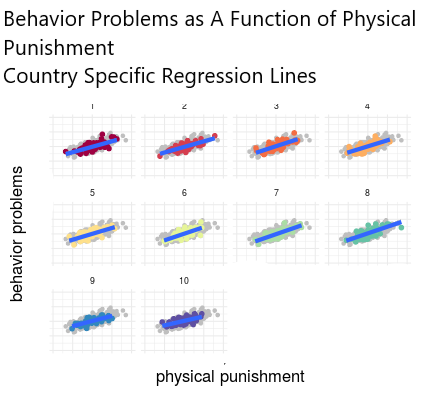 Behavior Problems as A Function of Physical
Punishment
Country Specific Regression Lines
1 2 3 4
5 6 7 8
9 10
behavior problems
physical punishment